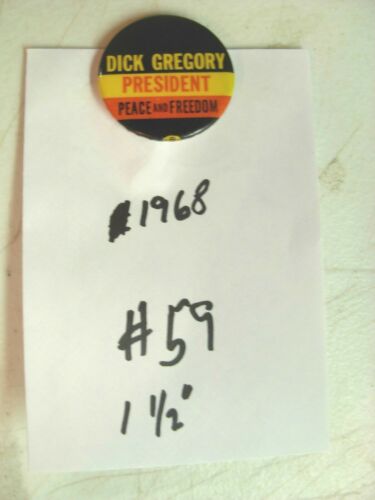 DICK GREGORY
PRESIDENT
PEACE AND FREEDOM
1968
#59
1 1/2"